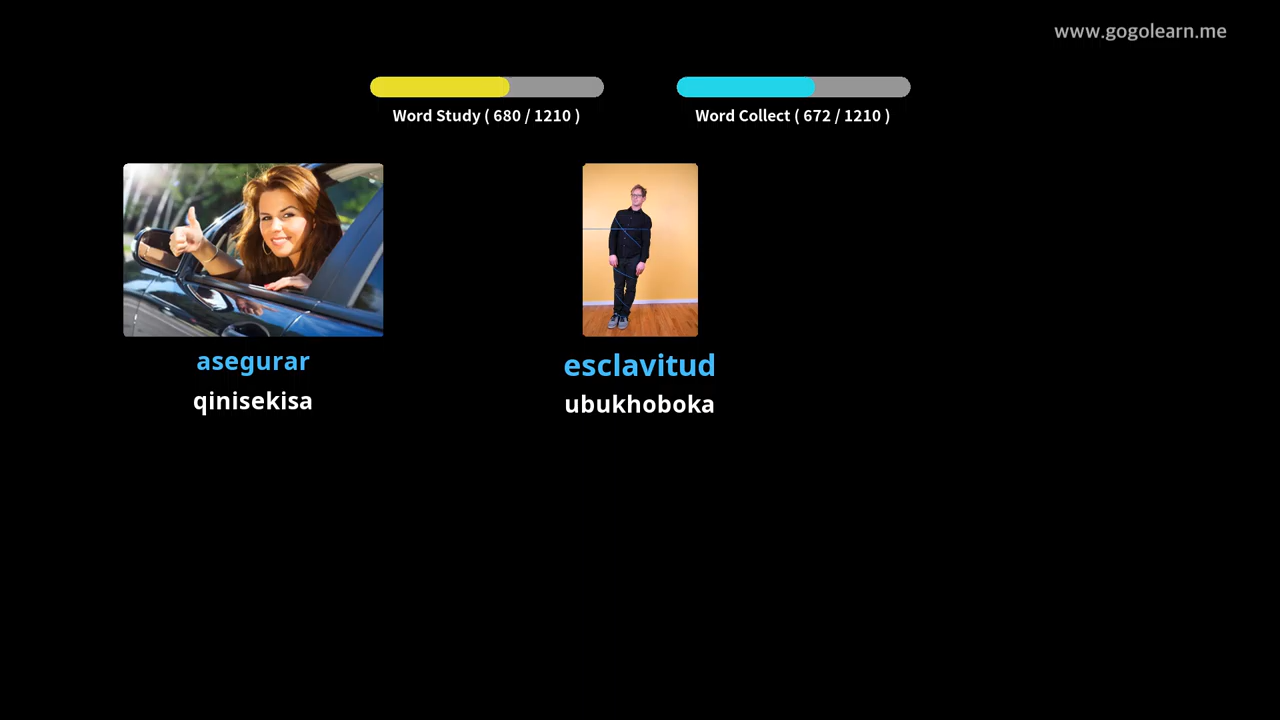 www.gogolearn.me
Word Study ( 680 / 1210 )
Word Collect ( 672 / 1210 )
asegurar
qinisekisa
esclavitud
ubukhoboka